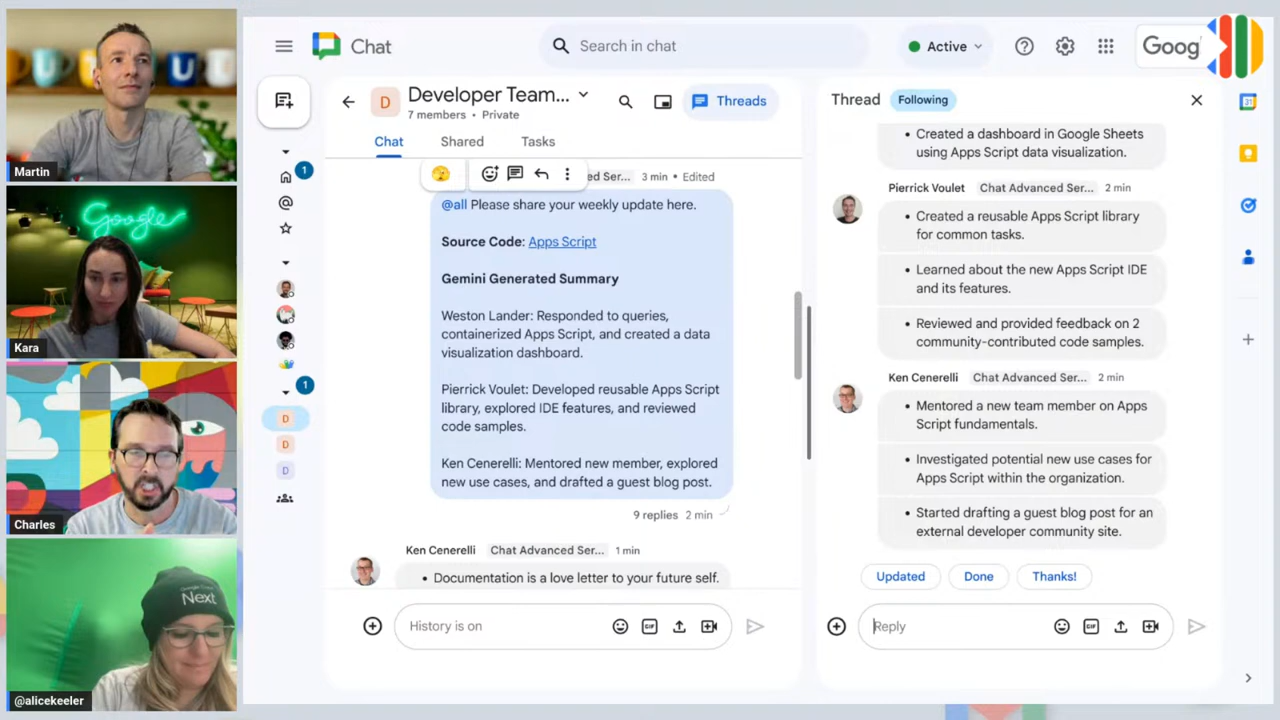 Martin
Google
Kara
Charles
Next
@alicekeeler
Chat
Search in chat
Active
Goog
1
1
D
D
D
D
Developer Team...
7 members • Private
Threads
Chat
Shared
Tasks
ed Ser... 3 min • Edited
@all Please share your weekly update here.
Source Code: Apps Script
Gemini Generated Summary
Weston Lander: Responded to queries,
containerized Apps Script, and created a data
visualization dashboard.
Pierrick Voulet: Developed reusable Apps Script
library, explored IDE features, and reviewed
code samples.
Ken Cenerelli: Mentored new member, explored
new use cases, and drafted a guest blog post.
9 replies 2 min
Ken Cenerelli Chat Advanced Ser... 1 min
• Documentation is a love letter to your future self.
History is on
GIF
Thread Following
• Created a dashboard in Google Sheets
using Apps Script data visualization.
Pierrick Voulet Chat Advanced Ser... 2 min
• Created a reusable Apps Script library
for common tasks.
• Learned about the new Apps Script IDE
and its features.
• Reviewed and provided feedback on 2
community-contributed code samples.
Ken Cenerelli Chat Advanced Ser... 2 min
• Mentored a new team member on Apps
Script fundamentals.
• Investigated potential new use cases for
Apps Script within the organization.
• Started drafting a guest blog post for an
external developer community site.
Updated
Done
Thanks!
Reply
GIF
31